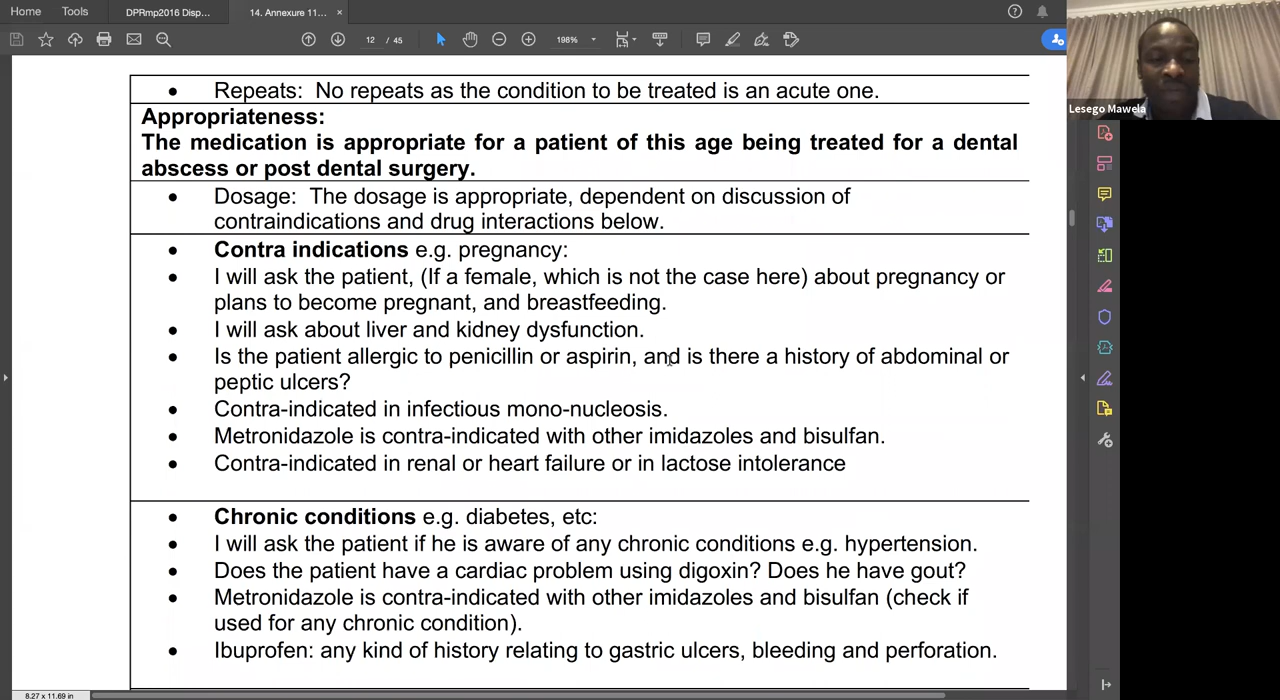 Home Tools DPRmp2016 Disp... 14. Annexure 11... ×
12 / 45 198%
Lesego Mawela
• Repeats: No repeats as the condition to be treated is an acute one.
Appropriateness:
The medication is appropriate for a patient of this age being treated for a dental
abscess or post dental surgery.
• Dosage: The dosage is appropriate, dependent on discussion of
contraindications and drug interactions below.
• Contra indications e.g. pregnancy:
• I will ask the patient, (If a female, which is not the case here) about pregnancy or
plans to become pregnant, and breastfeeding.
• I will ask about liver and kidney dysfunction.
• Is the patient allergic to penicillin or aspirin, and is there a history of abdominal or
peptic ulcers?
• Contra-indicated in infectious mono-nucleosis.
• Metronidazole is contra-indicated with other imidazoles and bisulfan.
• Contra-indicated in renal or heart failure or in lactose intolerance
• Chronic conditions e.g. diabetes, etc:
• I will ask the patient if he is aware of any chronic conditions e.g. hypertension.
• Does the patient have a cardiac problem using digoxin? Does he have gout?
• Metronidazole is contra-indicated with other imidazoles and bisulfan (check if
used for any chronic condition).
• Ibuprofen: any kind of history relating to gastric ulcers, bleeding and perforation.
8.27 x 11.69 in